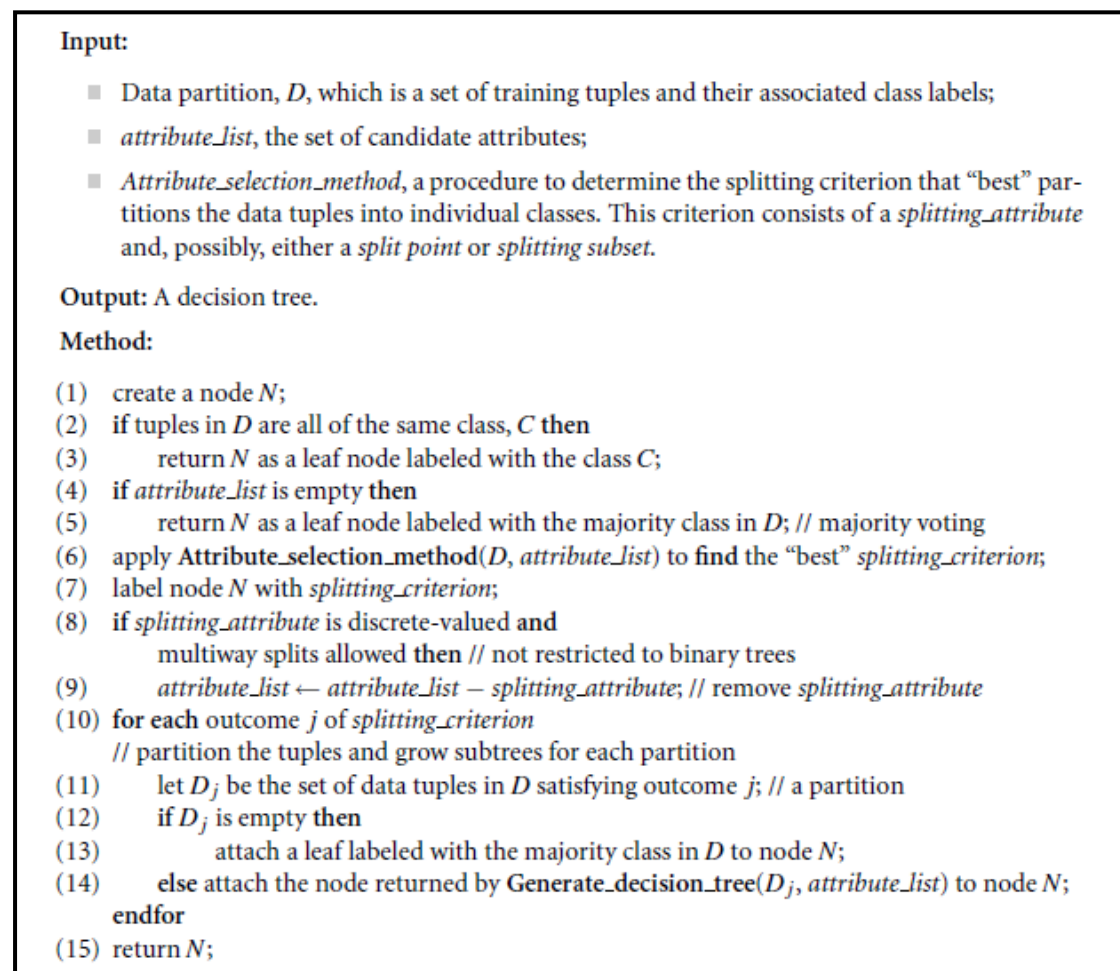 Input:
■ Data partition, D, which is a set of training tuples and their associated class labels;
■ attribute_list, the set of candidate attributes;
■ Attribute_selection_method, a procedure to determine the splitting criterion that “best” par-
titions the data tuples into individual classes. This criterion consists of a splitting_attribute
and, possibly, either a split point or splitting subset.
Output: A decision tree.
Method:
(1) create a node N;
(2) if tuples in D are all of the same class, C then
(3) return N as a leaf node labeled with the class C;
(4) if attribute_list is empty then
(5) return N as a leaf node labeled with the majority class in D; // majority voting
(6) apply Attribute_selection_method(D, attribute_list) to find the “best” splitting_criterion;
(7) label node N with splitting_criterion;
(8) if splitting_attribute is discrete-valued and
multiway splits allowed then // not restricted to binary trees
(9) attribute_list ← attribute_list − splitting_attribute; // remove splitting_attribute
(10) for each outcome j of splitting_criterion
// partition the tuples and grow subtrees for each partition
(11) let Dj be the set of data tuples in D satisfying outcome j; // a partition
(12) if Dj is empty then
(13) attach a leaf labeled with the majority class in D to node N;
(14) else attach the node returned by Generate_decision_tree(Dj, attribute_list) to node N;
endfor
(15) return N;